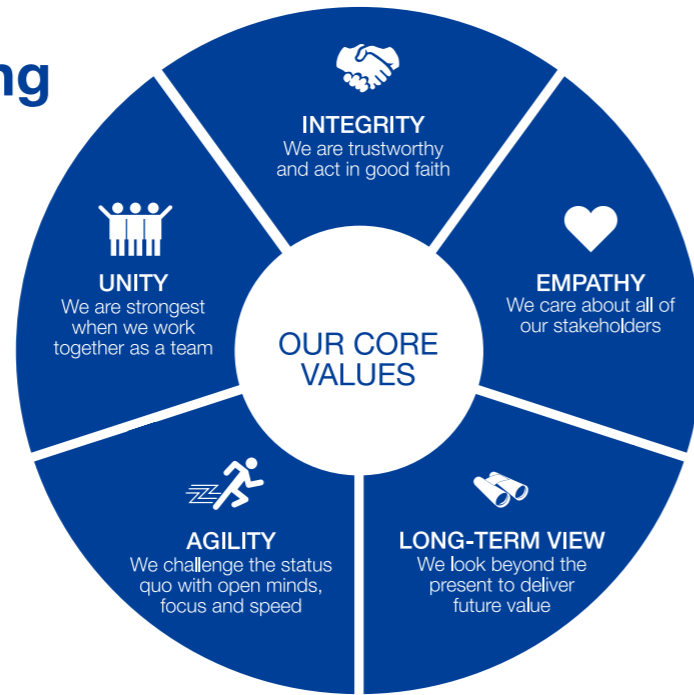 ng
INTEGRITY
We are trustworthy
and act in good faith
EMPATHY
We care about all of
our stakeholders
LONG-TERM VIEW
We look beyond the
present to deliver
future value
AGILITY
We challenge the status
quo with open minds,
focus and speed
UNITY
We are strongest
when we work
together as a team
OUR CORE
VALUES